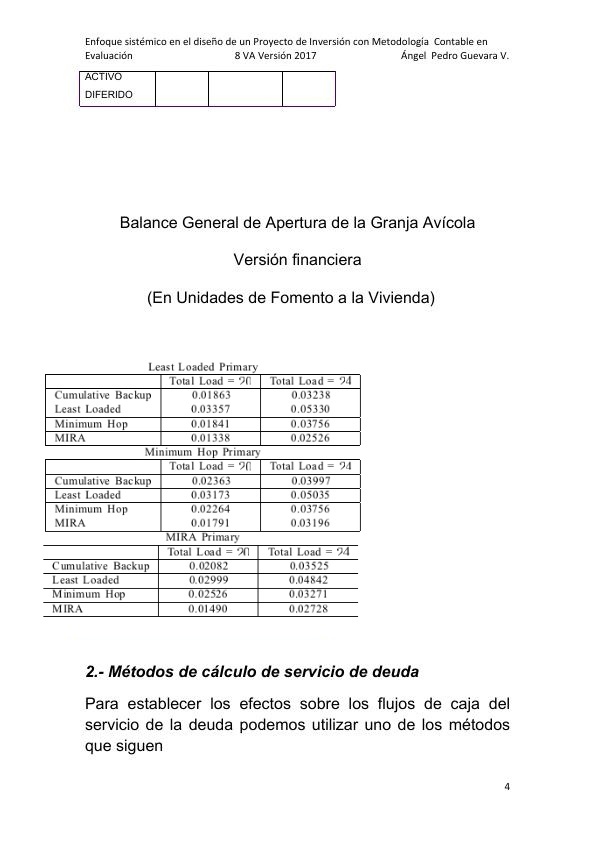 Enfoque sistémico en el diseño de un Proyecto de Inversión con Metodología Contable en
Evaluación 8 VA Versión 2017 Ángel Pedro Guevara V.
ACTIVO
DIFERIDO
Balance General de Apertura de la Granja Avícola
Versión financiera
(En Unidades de Fomento a la Vivienda)
Least Loaded Primary
Total Load = 20 Total Load = 24
Cumulative Backup 0.01863 0.03238
Least Loaded 0.03357 0.05330
Minimum Hop 0.01841 0.03756
MIRA 0.01338 0.02526
Minimum Hop Primary
Total Load = 20 Total Load = 24
Cumulative Backup 0.02363 0.03997
Least Loaded 0.03173 0.05035
Minimum Hop 0.02264 0.03756
MIRA 0.01791 0.03196
MIRA Primary
Total Load = 20 Total Load = 24
Cumulative Backup 0.02082 0.03525
Least Loaded 0.02999 0.04842
Minimum Hop 0.02526 0.03271
MIRA 0.01490 0.02728
2.- Métodos de cálculo de servicio de deuda
Para establecer los efectos sobre los flujos de caja del
servicio de la deuda podemos utilizar uno de los métodos
que siguen
4